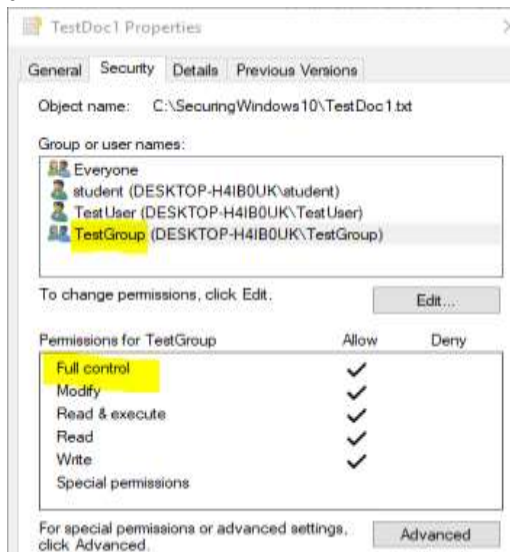 TestDoc1 Properties
General Security Details Previous Versions
Object name: C:\SecuringWindows10\TestDoc1.txt
Group or user names:
Everyone
student (DESKTOP-H4IB0UK\student)
TestUser (DESKTOP-H4IB0UK\TestUser)
TestGroup (DESKTOP-H4IB0UK\TestGroup)
To change permissions, click Edit.
Edit...
Permissions for TestGroup Allow Deny
Full control
Modify
Read & execute
Read
Write
Special permissions
For special permissions or advanced settings,
click Advanced.
Advanced